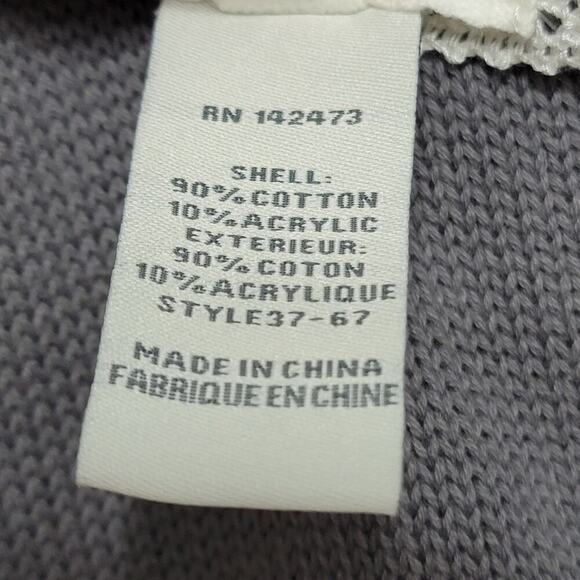 RN 142473
SHELL:
90% COTTON
10% ACRYLIC
EXTERIEUR:
90% COTON
10% ACRYLIQUE
STYLE37-67
MADE IN CHINA
FABRIQUE EN CHINE